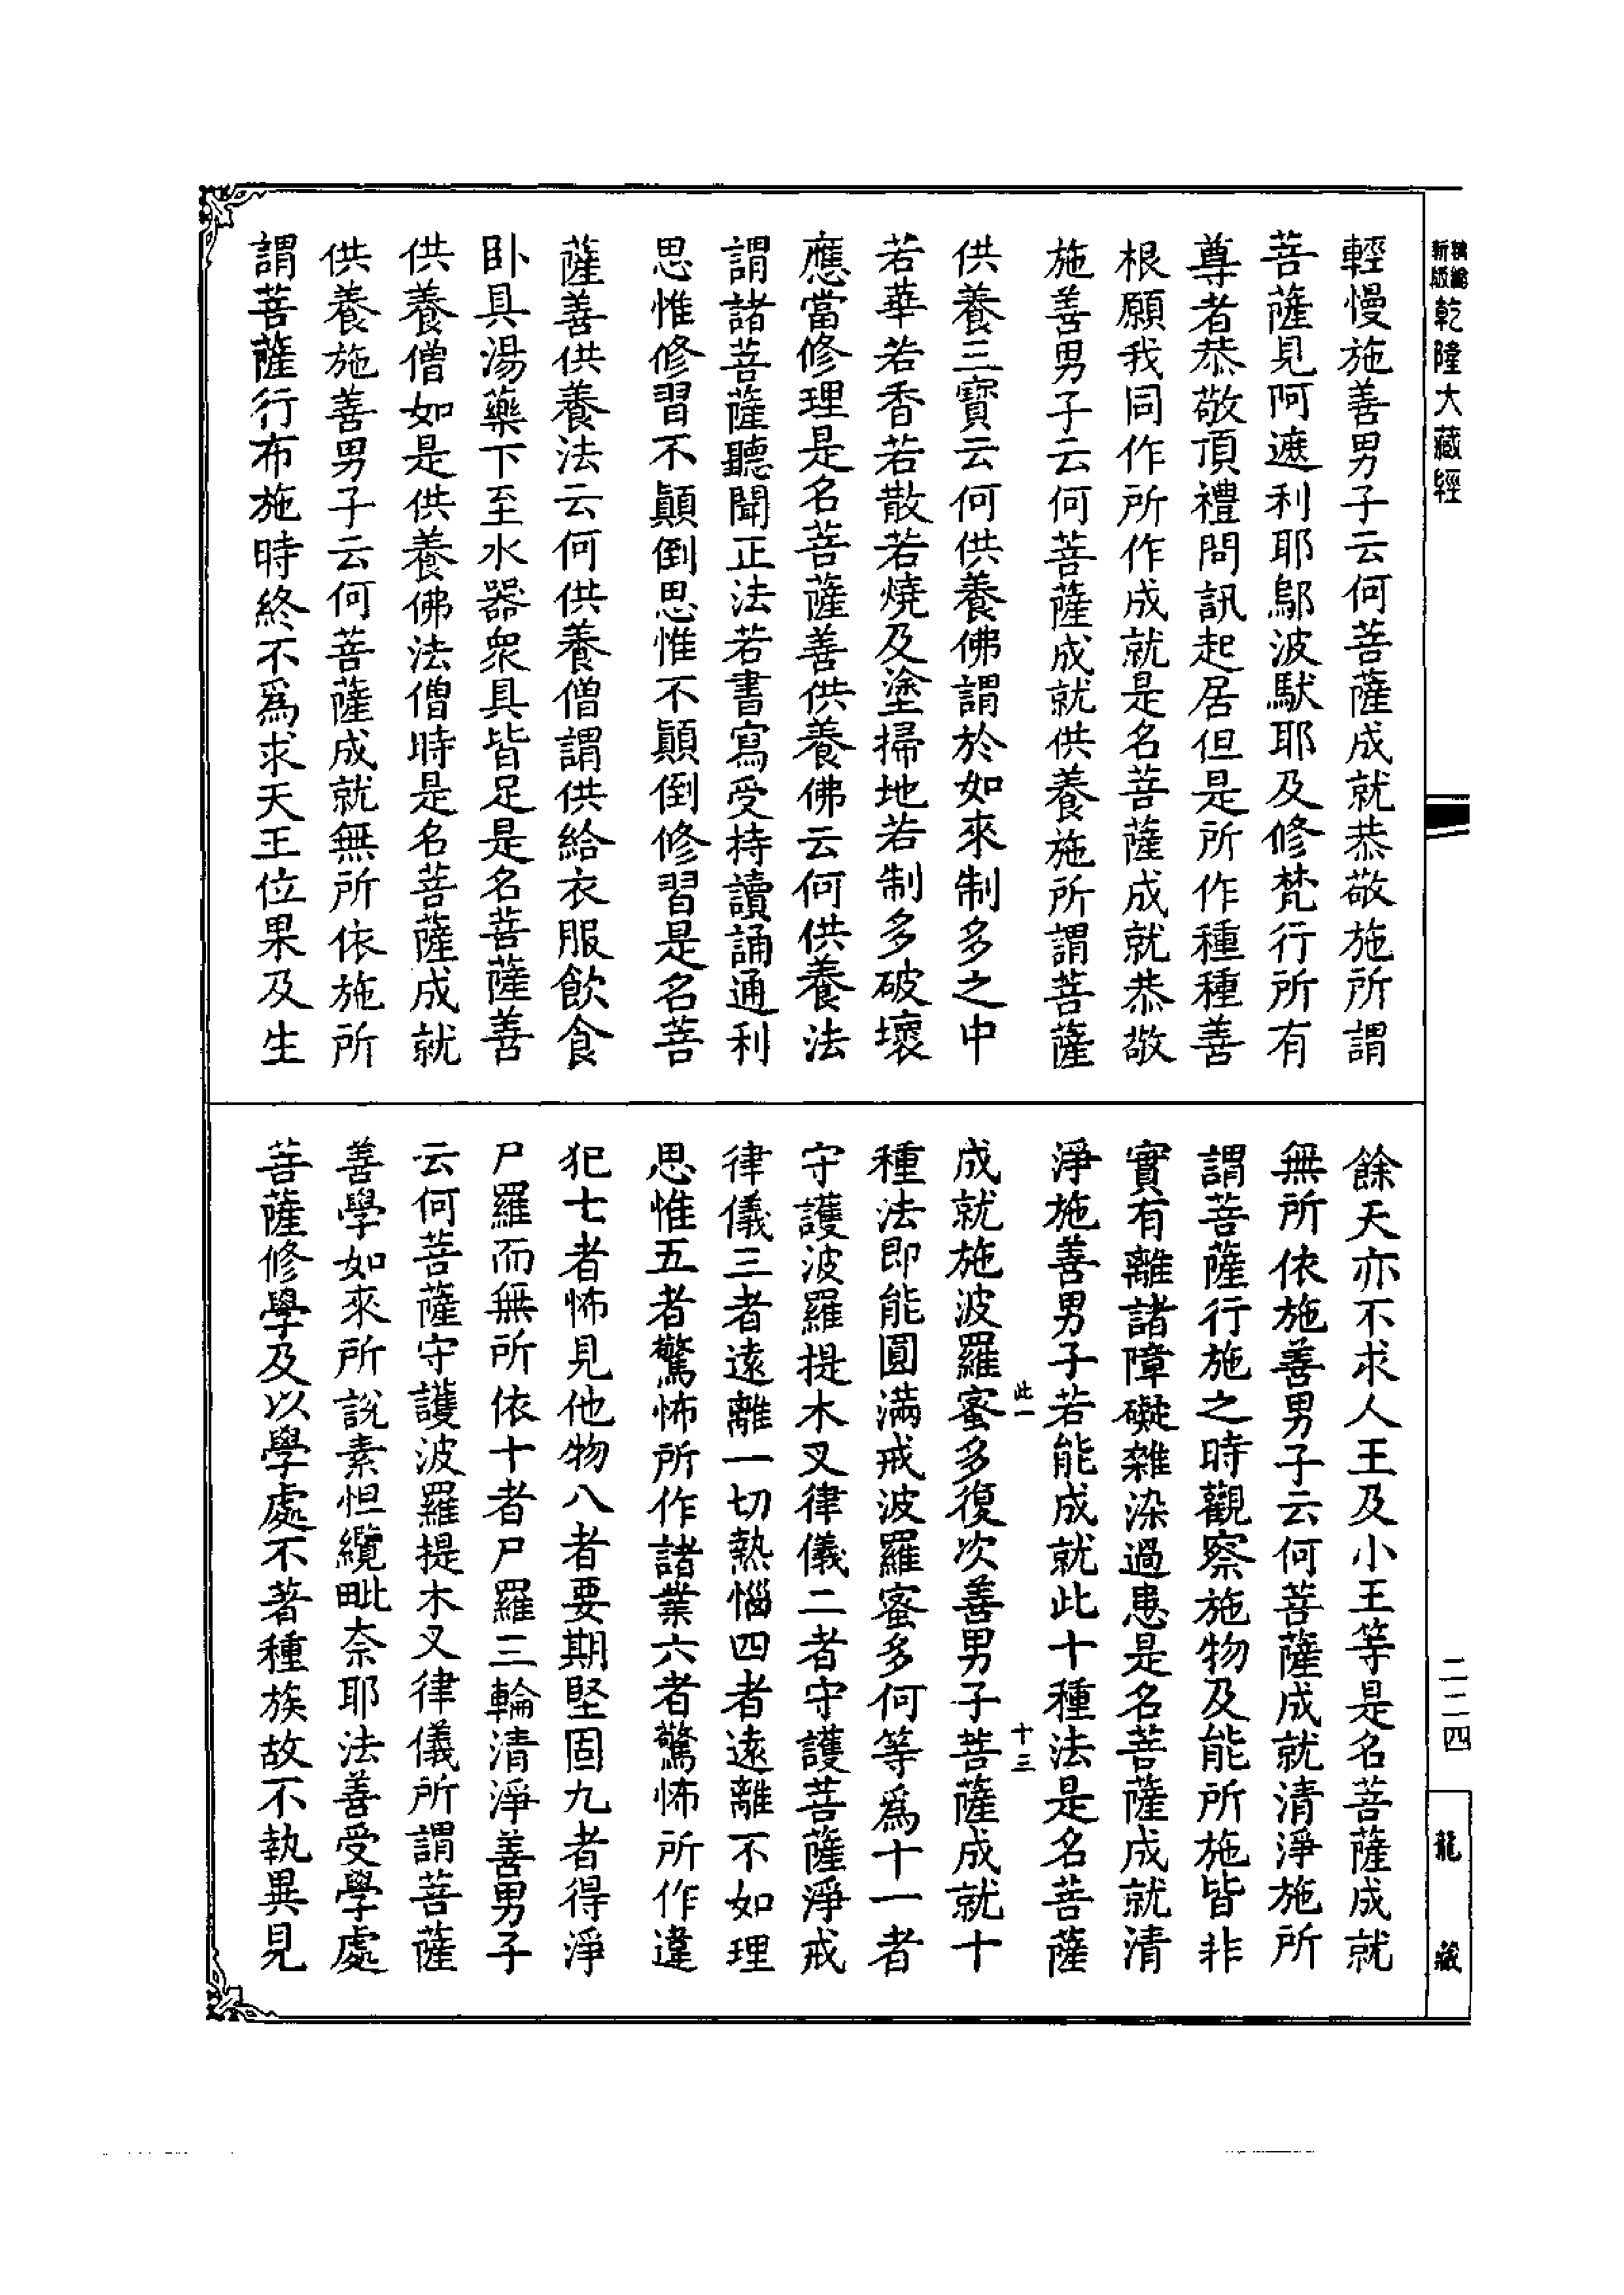 精編新版乾隆大藏經
輕慢施善男子云何菩薩成就恭敬施所謂
菩薩見阿遮利耶鄔波馱耶及修梵行所有
尊者恭敬頂禮問訊起居但是所作種種善
根願我同作所作成就是名菩薩成就恭敬
施善男子云何菩薩成就供養施所謂菩薩
供養三寶云何供養佛謂於如來制多之中
若華若香若散若燒及塗掃地若制多破壞
應當修理是名菩薩善供養佛云何供養法
謂諸菩薩聽聞正法若書寫受持讀誦通利
思惟修習不顛倒思惟不顛倒修習是名菩
薩善供養法云何供養僧謂供給衣服飲食
臥具湯藥下至水器眾具皆足是名菩薩善
供養僧如是供養佛法僧時是名菩薩成就
供養施善男子云何菩薩成就無所依施所
謂菩薩行布施時終不為求天王位果及生
餘天亦不求人王及小王等是名菩薩成就
無所依施善男子云何菩薩成就清淨施所
謂菩薩行施之時觀察施物及能所施皆非
實有離諸障礙雜染過患是名菩薩成就清
淨施善男子若能成就此十種法是名菩薩
此一
十三
成就施波羅蜜多復次善男子菩薩成就十
種法即能圓滿戒波羅蜜多何等為十一者
守護波羅提木叉律儀二者守護菩薩淨戒
律儀三者遠離一切熱惱四者遠離不如理
思惟五者驚怖所作諸業六者驚怖所作違
犯七者怖見他物八者要期堅固九者得淨
尸羅而無所依十者尸羅三輪清淨善男子
云何菩薩守護波羅提木叉律儀所謂菩薩
善學如來所說素怛纜毗奈耶法善受學處
菩薩修學及以學處不著種族故不執異見
二二四
龍藏